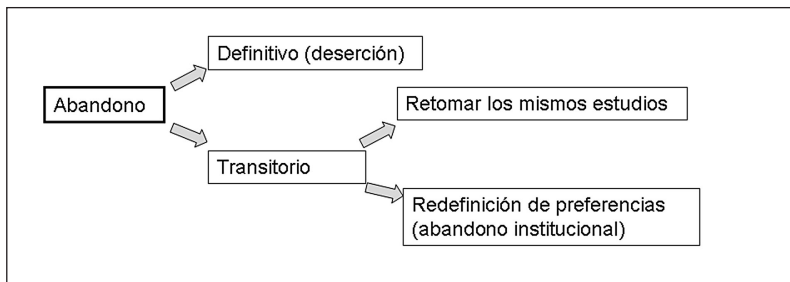 Definitivo (deserción)
Abandono
Retomar los mismos estudios
Transitorio
Redefinición de preferencias
(abandono institucional)